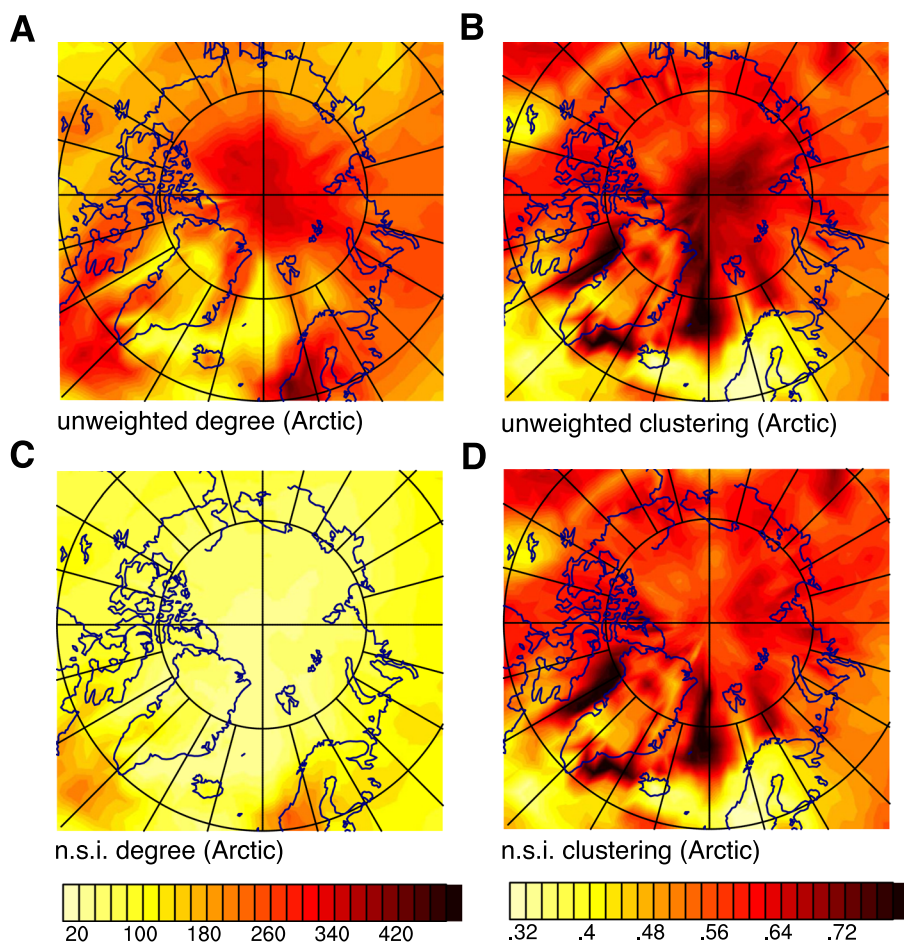 A
B
unweighted degree (Arctic)
unweighted clustering (Arctic)
C
D
n.s.i. degree (Arctic)
n.s.i. clustering (Arctic)
20 100 180 260 340 420
.32 .4 .48 .56 .64 .72